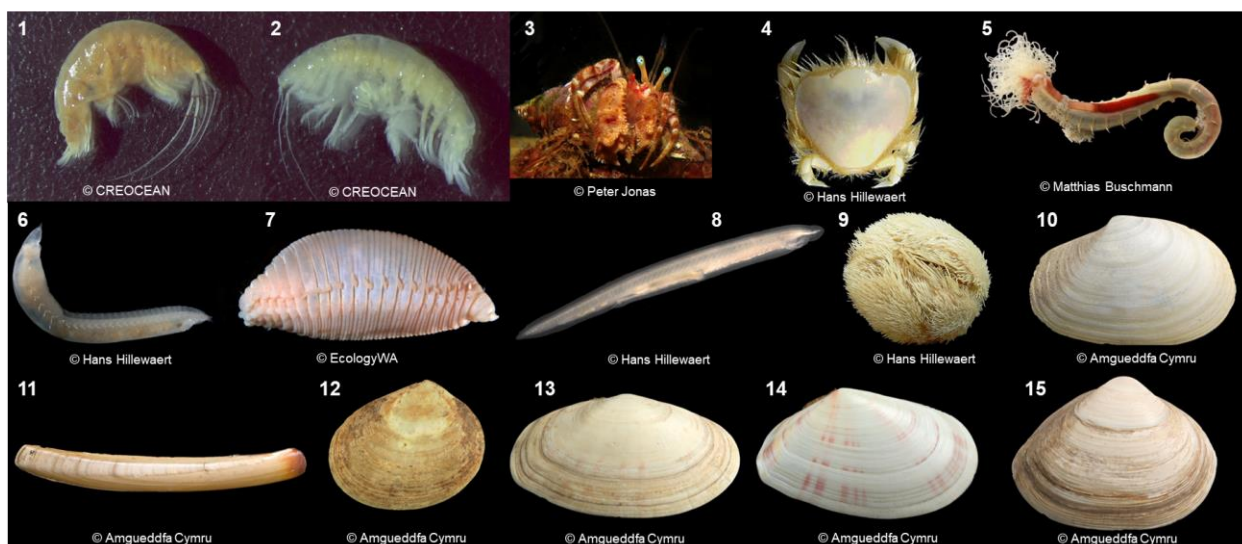 1
2
3
4
5
© CREOCEAN
© CREOCEAN
© Peter Jonas
© Hans Hillewaert
© Matthias Buschmann
6
7
8
9
10
© Hans Hillewaert
© EcologyWA
© Hans Hillewaert
© Hans Hillewaert
© Amgueddfa Cymru
11
12
13
14
15
© Amgueddfa Cymru
© Amgueddfa Cymru
© Amgueddfa Cymru
© Amgueddfa Cymru
© Amgueddfa Cymru